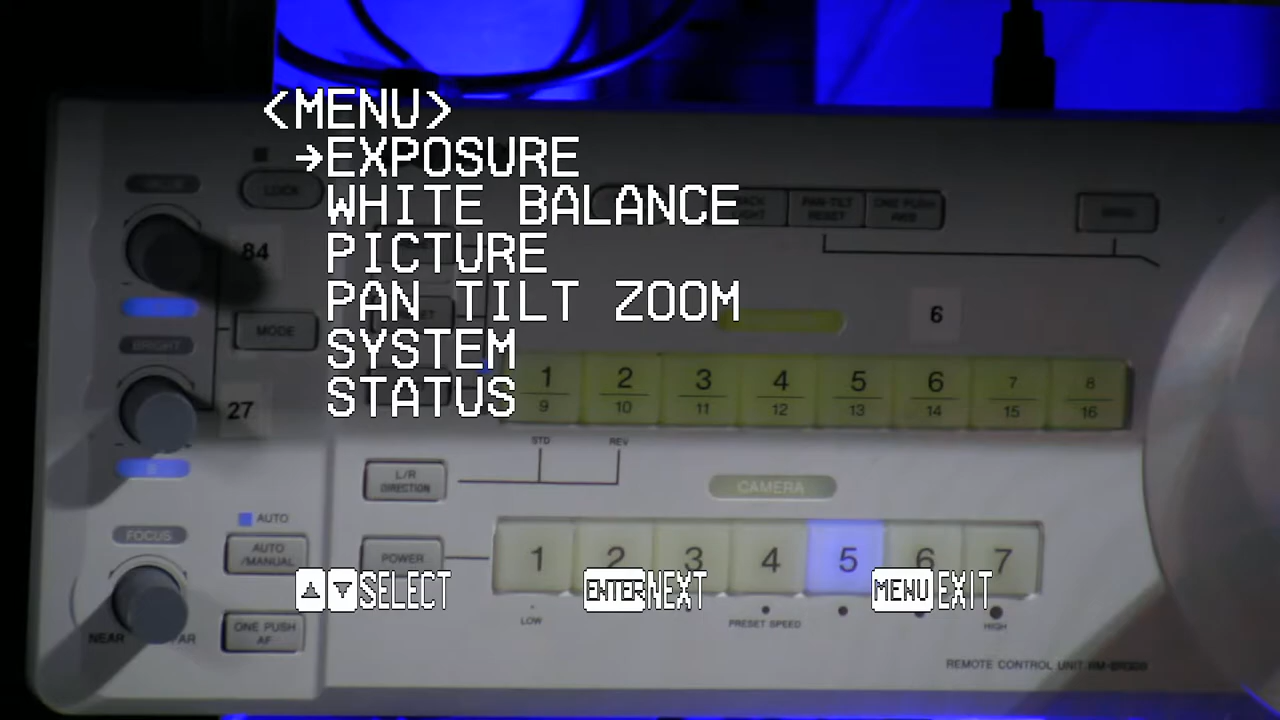 <MENU>
→EXPOSURE
WHITE BALANCE
PICTURE
PAN TILT ZOOM
SYSTEM
STATUS
LOCK
PAN-TILT RESET
ONE PUSH AWB
84
MODE
6
BRIGHT
27
1 2 3 4 5 6 7 8
9 10 11 12 13 14 15 16
STD REV
L/R DIRECTION
CAMERA
FOCUS
AUTO
AUTO /MANUAL
POWER
1 2 3 4 5 6 7
▲▼SELECT ENTER NEXT MENU EXIT
LOW PRESET SPEED HIGH
NEAR FAR
ONE PUSH AF
REMOTE CONTROL UNIT